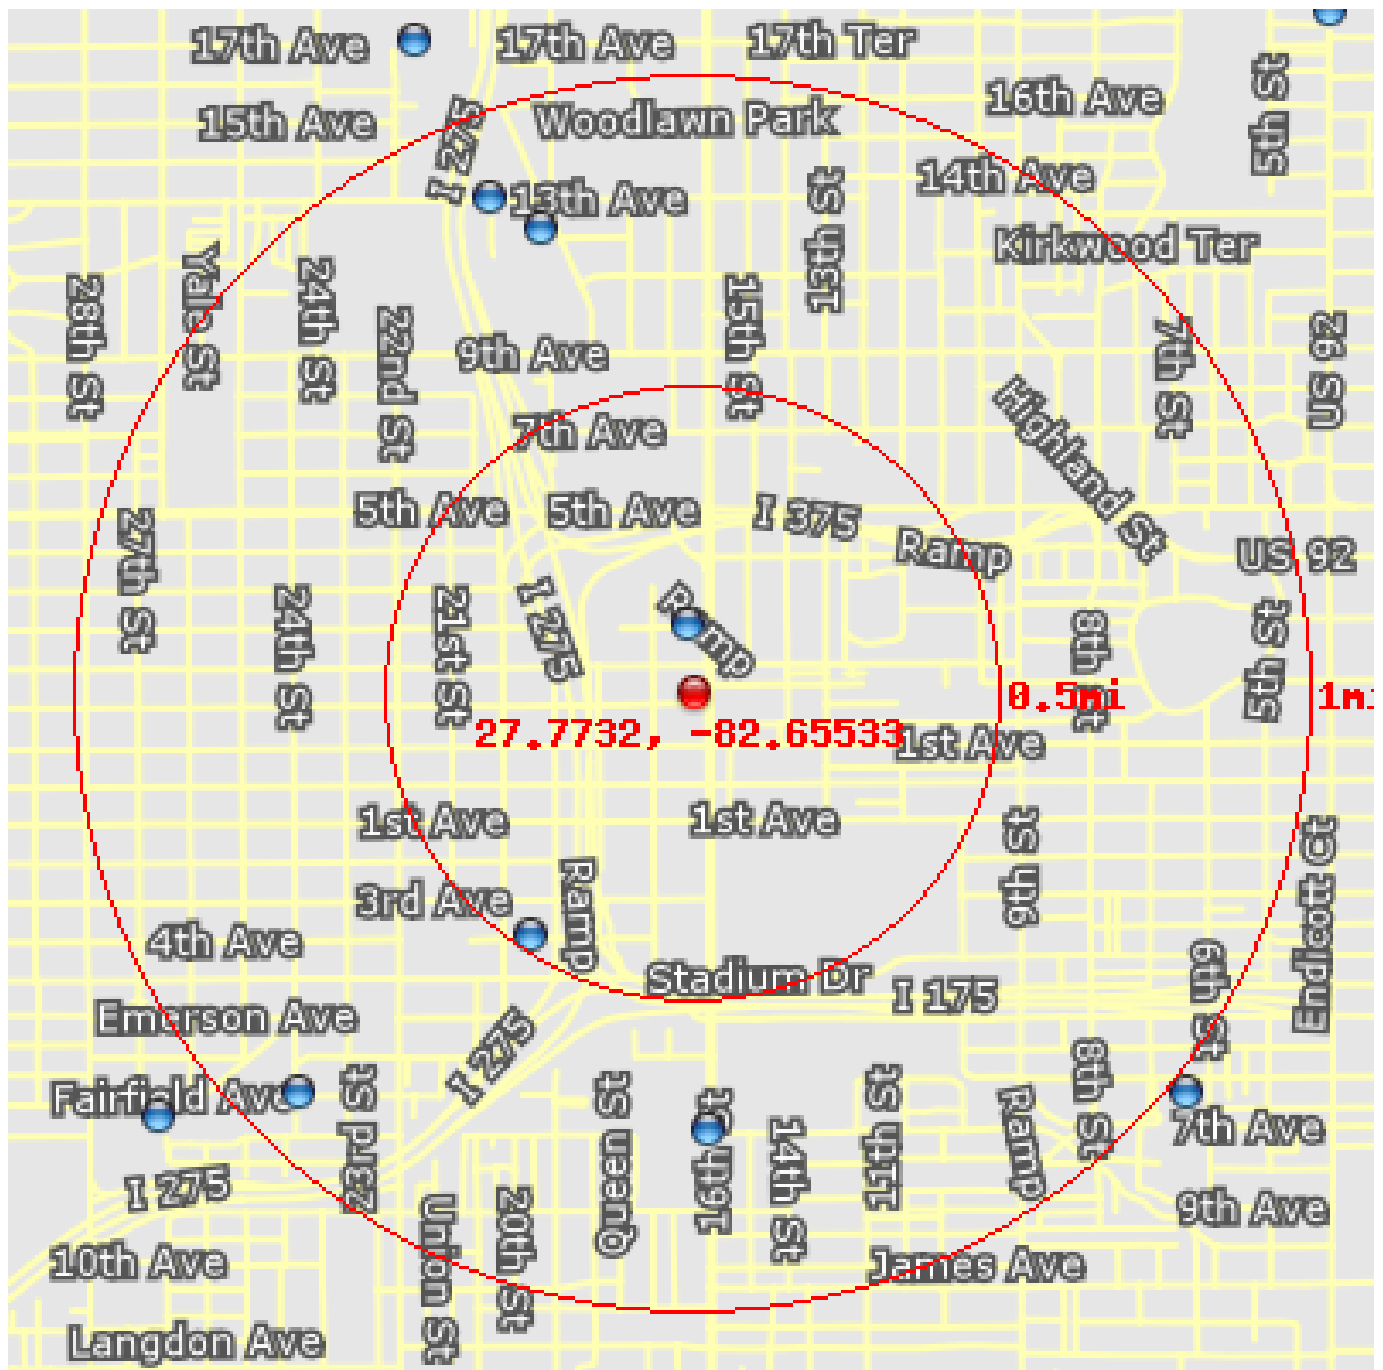 17th Ave
17th Ave
17th Ter
15th Ave
Woodlawn Park
16th Ave
5th St
I 275
13th Ave
14th Ave
13th St
Kirkwood Ter
28th St
Yale St
24th St
22nd St
9th Ave
15th St
7th St
US 92
Highland St
7th Ave
5th Ave
5th Ave
I 375
Ramp
US 92
27th St
24th St
21st St
I 275
Ramp
8th St
5th St
0.5mi
1mi
27.7732, -82.65533
1st Ave
1st Ave
1st Ave
9th St
Endicott Ct
3rd Ave
Ramp
4th Ave
Stadium Dr
I 175
6th St
Emerson Ave
I 275
Fairfield Ave
23rd St
Queen St
16th St
14th St
11th St
Ramp
8th St
7th Ave
I 275
Union St
20th St
9th Ave
10th Ave
James Ave
Langdon Ave